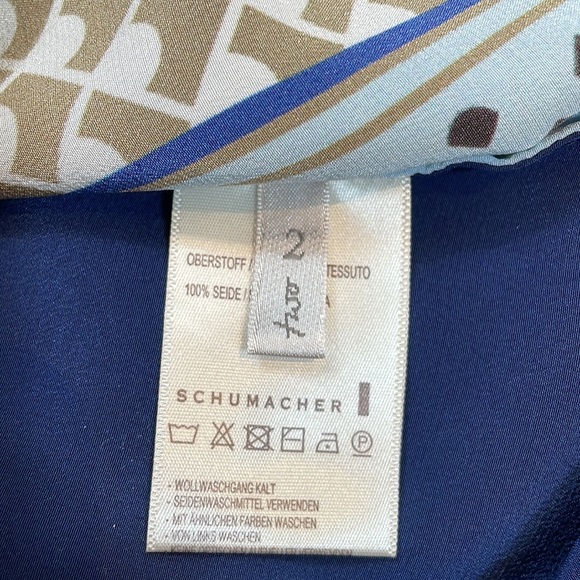 OBERSTOFF / TESSUTO
100% SEIDE /
2
two
SCHUMACHER
P
- WOLLWASCHGANG KALT
- SEIDENWASCHMITTEL VERWENDEN
- MIT ÄHNLICHEN FARBEN WASCHEN
- VON LINKS WASCHEN